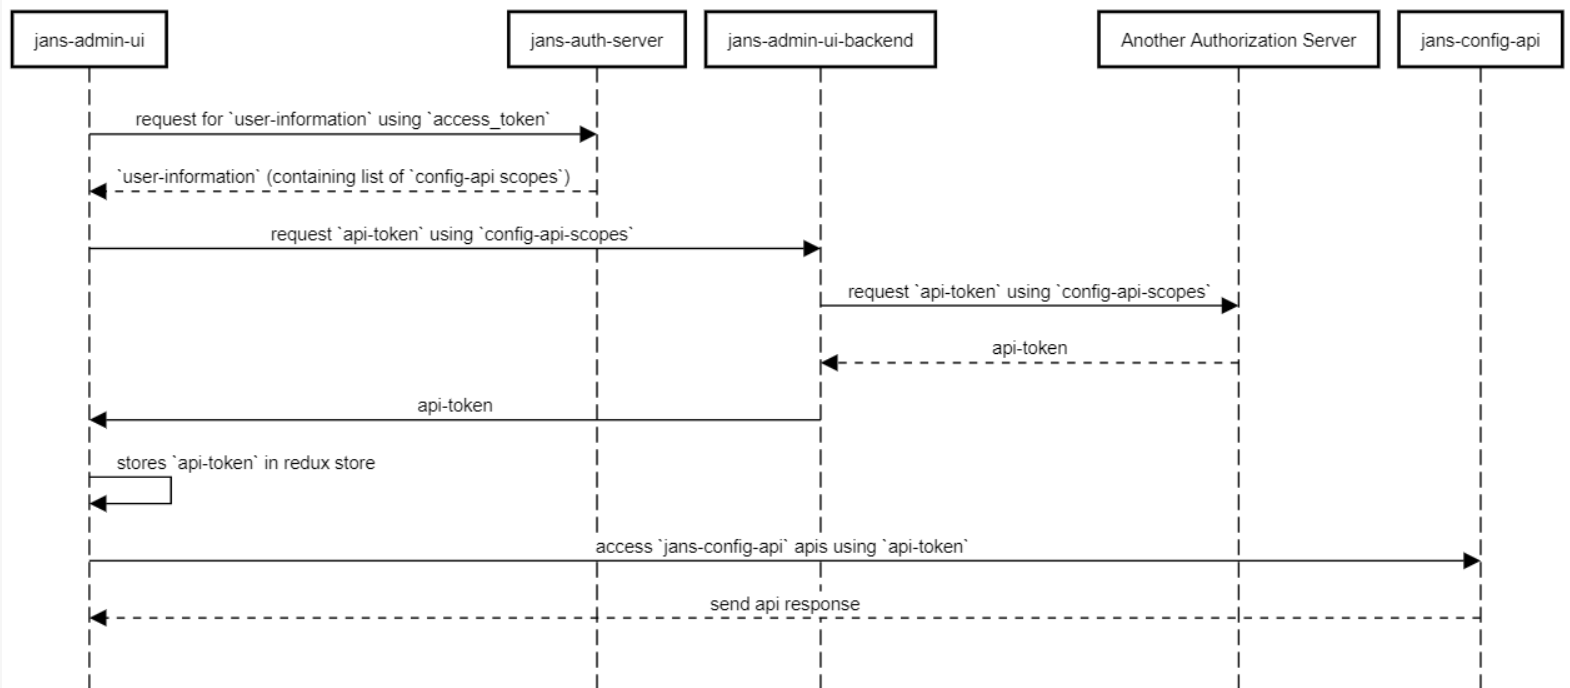 jans-admin-ui
jans-auth-server
jans-admin-ui-backend
Another Authorization Server
jans-config-api
request for `user-information` using `access_token`
`user-information` (containing list of `config-api scopes`)
request `api-token` using `config-api-scopes`
request `api-token` using `config-api-scopes`
api-token
api-token
stores `api-token` in redux store
access `jans-config-api` apis using `api-token`
send api response